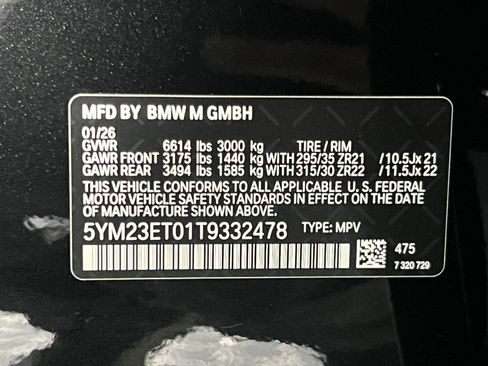 MFD BY BMW M GMBH
01/26
GVWR 6614 lbs 3000 kg TIRE / RIM
GAWR FRONT 3175 lbs 1440 kg WITH 295/35 ZR21 /10.5Jx 21
GAWR REAR 3494 lbs 1585 kg WITH 315/30 ZR22 /11.5Jx 22
THIS VEHICLE CONFORMS TO ALL APPLICABLE U. S. FEDERAL
MOTOR VEHICLE SAFETY STANDARDS IN EFFECT ON THE
DATE OF MANUFACTURE SHOWN ABOVE.
5YM23ET01T9332478 TYPE: MPV
475
7 320 729